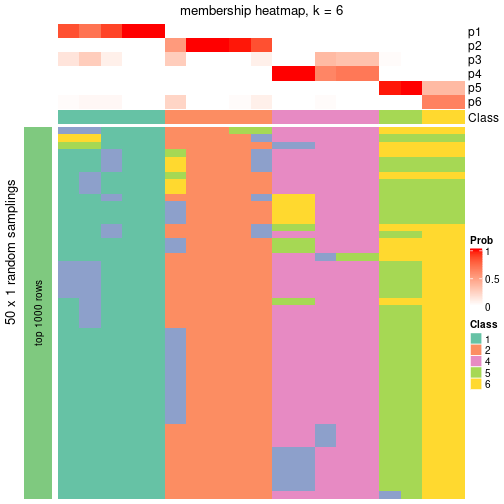 membership heatmap, k = 6
p1
p2
p3
p4
p5
p6
Class
50 x 1 random samplings
top 1000 rows
Prob
1
0.5
0
Class
1
2
4
5
6